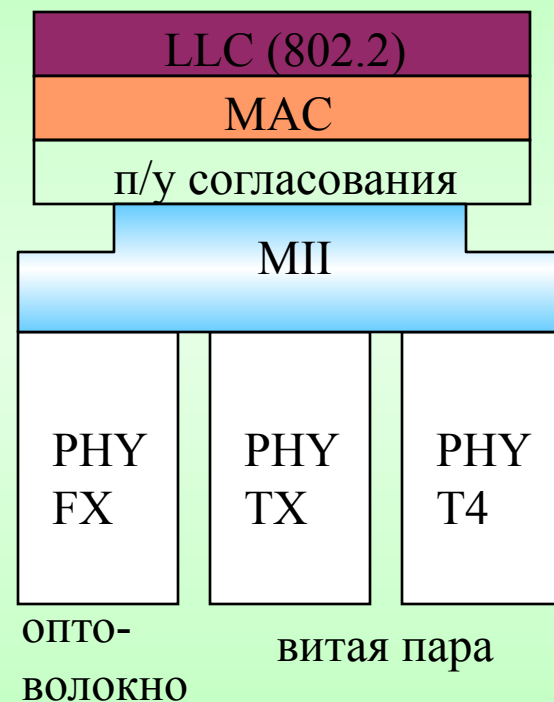 LLC (802.2)
MAC
п/у согласования
MII
PHY
FX
PHY
TX
PHY
T4
опто-
волокно
витая пара